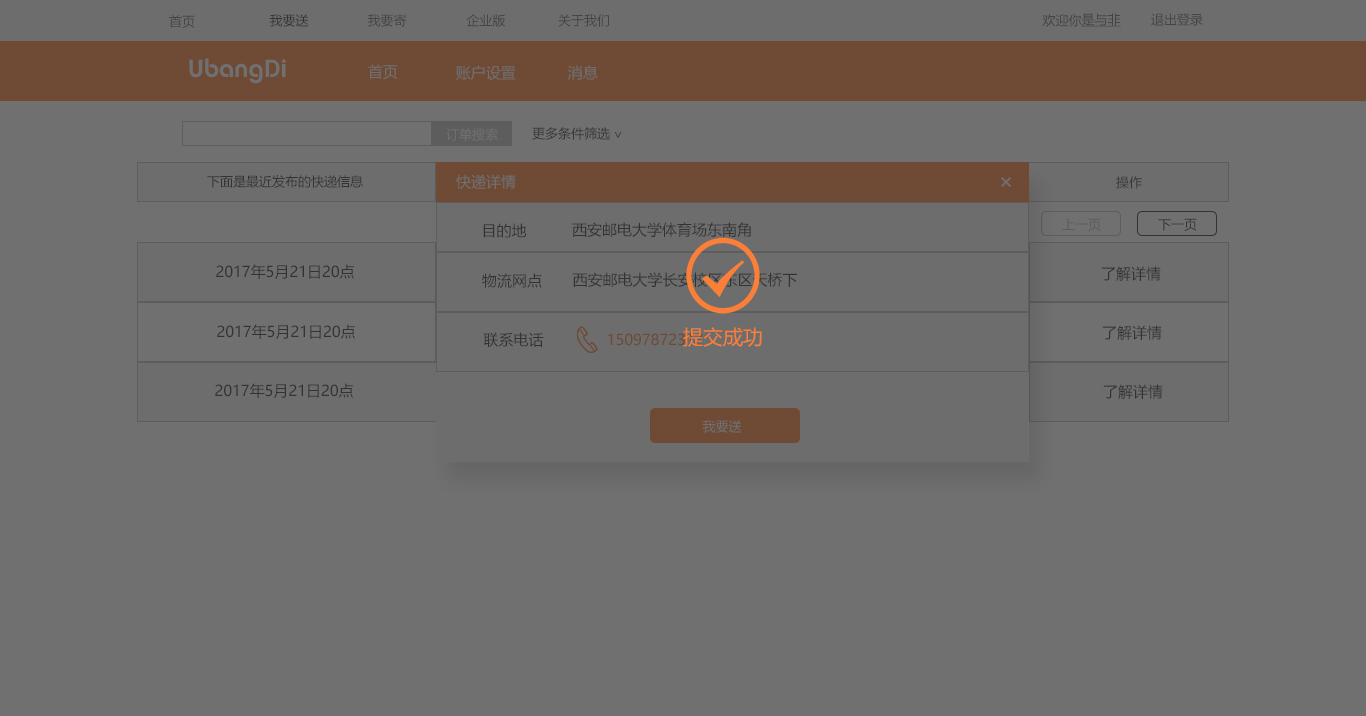 首页 我要送 我要寄 企业版 关于我们 欢迎你是与非 退出登录
UbangDi 首页 账户设置 消息
订单搜索 更多条件筛选 ∨
下面是最近发布的快递信息 快递详情 × 操作
上一页 下一页
目的地 西安邮电大学体育场东南角
2017年5月21日20点 了解详情
物流网点 西安邮电大学长安校区东区天桥下
2017年5月21日20点 了解详情
联系电话 150978723
提交成功
2017年5月21日20点 了解详情
我要送